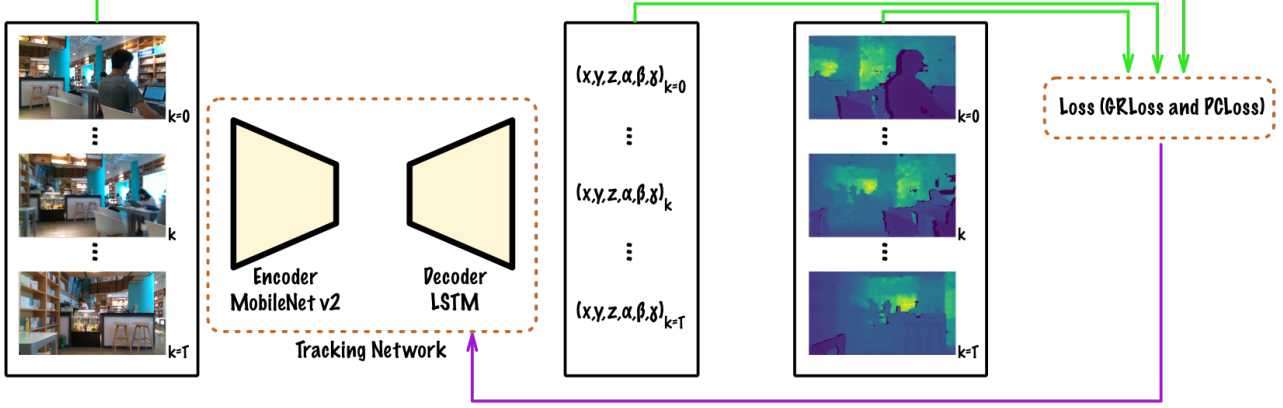 k=0
...
k
...
k=T
Encoder
MobileNet v2
Decoder
LSTM
Tracking Network
(x,y,z,α,β,γ)k=0
...
(x,y,z,α,β,γ)k
...
(x,y,z,α,β,γ)k=T
k=0
...
k
...
k=T
Loss (GRLoss and PCLoss)